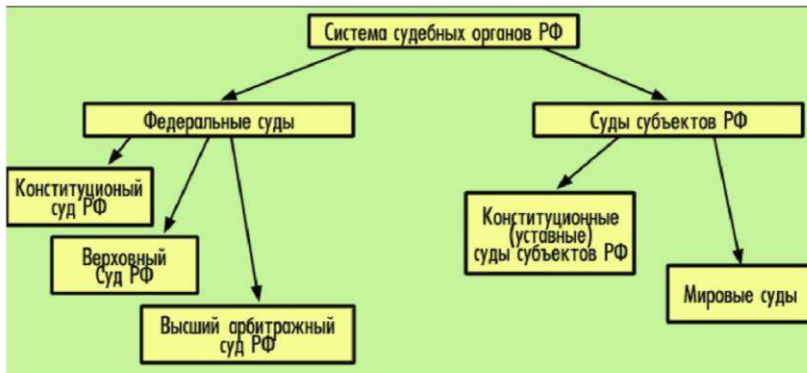 Система судебных органов РФ
Федеральные суды
Суды субъектов РФ
Конституционый
суд РФ
Верховный
Суд РФ
Высший арбитражный
суд РФ
Конституционные
(уставные)
суды субъектов РФ
Мировые суды